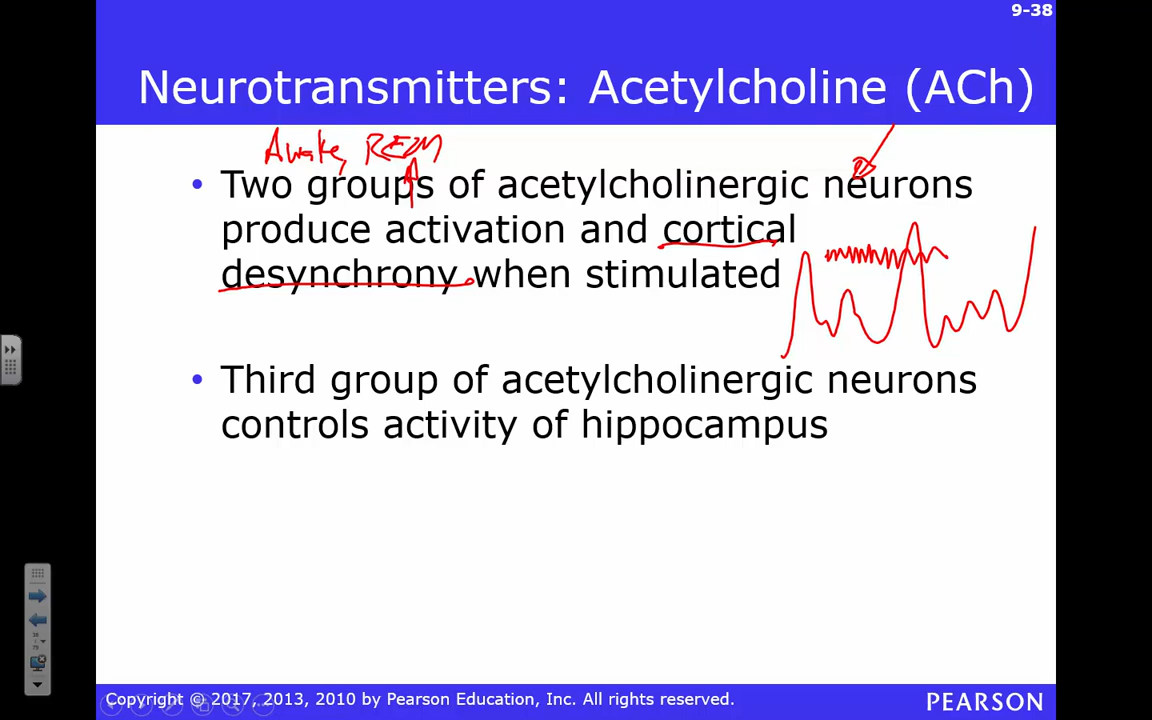 9-38
Neurotransmitters: Acetylcholine (ACh)
Awake, REM
• Two groups of acetylcholinergic neurons
produce activation and cortical
desynchrony when stimulated
• Third group of acetylcholinergic neurons
controls activity of hippocampus
38
/
79
Copyright © 2017, 2013, 2010 by Pearson Education, Inc. All rights reserved.
PEARSON